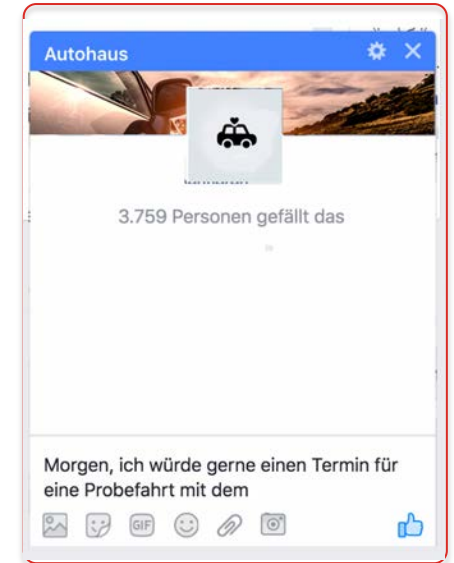 Autohaus
3.759 Personen gefällt das
Morgen, ich würde gerne einen Termin für
eine Probefahrt mit dem
GIF